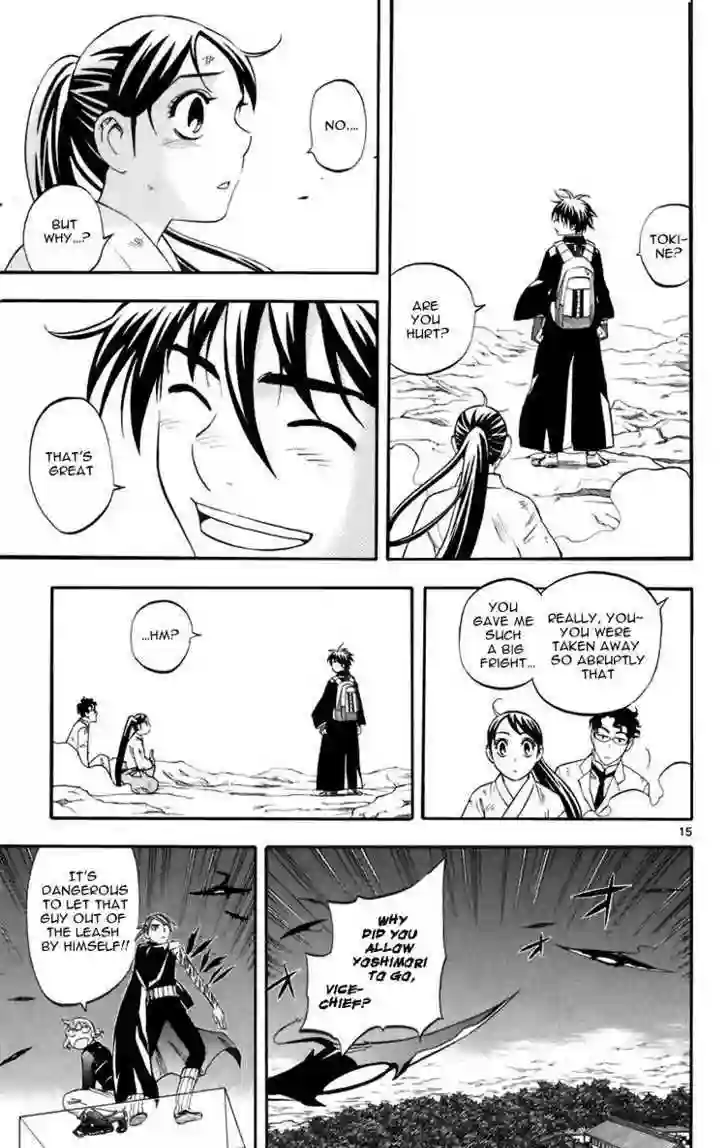 TOKI-
NE?
ARE
YOU
HURT?
NO....
BUT
WHY...?
THAT'S
GREAT
REALLY, YOU~
YOU WERE
TAKEN AWAY
SO ABRUPTLY
THAT
YOU
GAVE ME
SUCH
A BIG
FRIGHT...
...HM?
15
WHY
DID YOU
ALLOW
YOSHIMORI
TO GO,
VICE-
CHIEF?
IT'S
DANGEROUS
TO LET THAT
GUY OUT OF
THE LEASH
BY HIMSELF!!